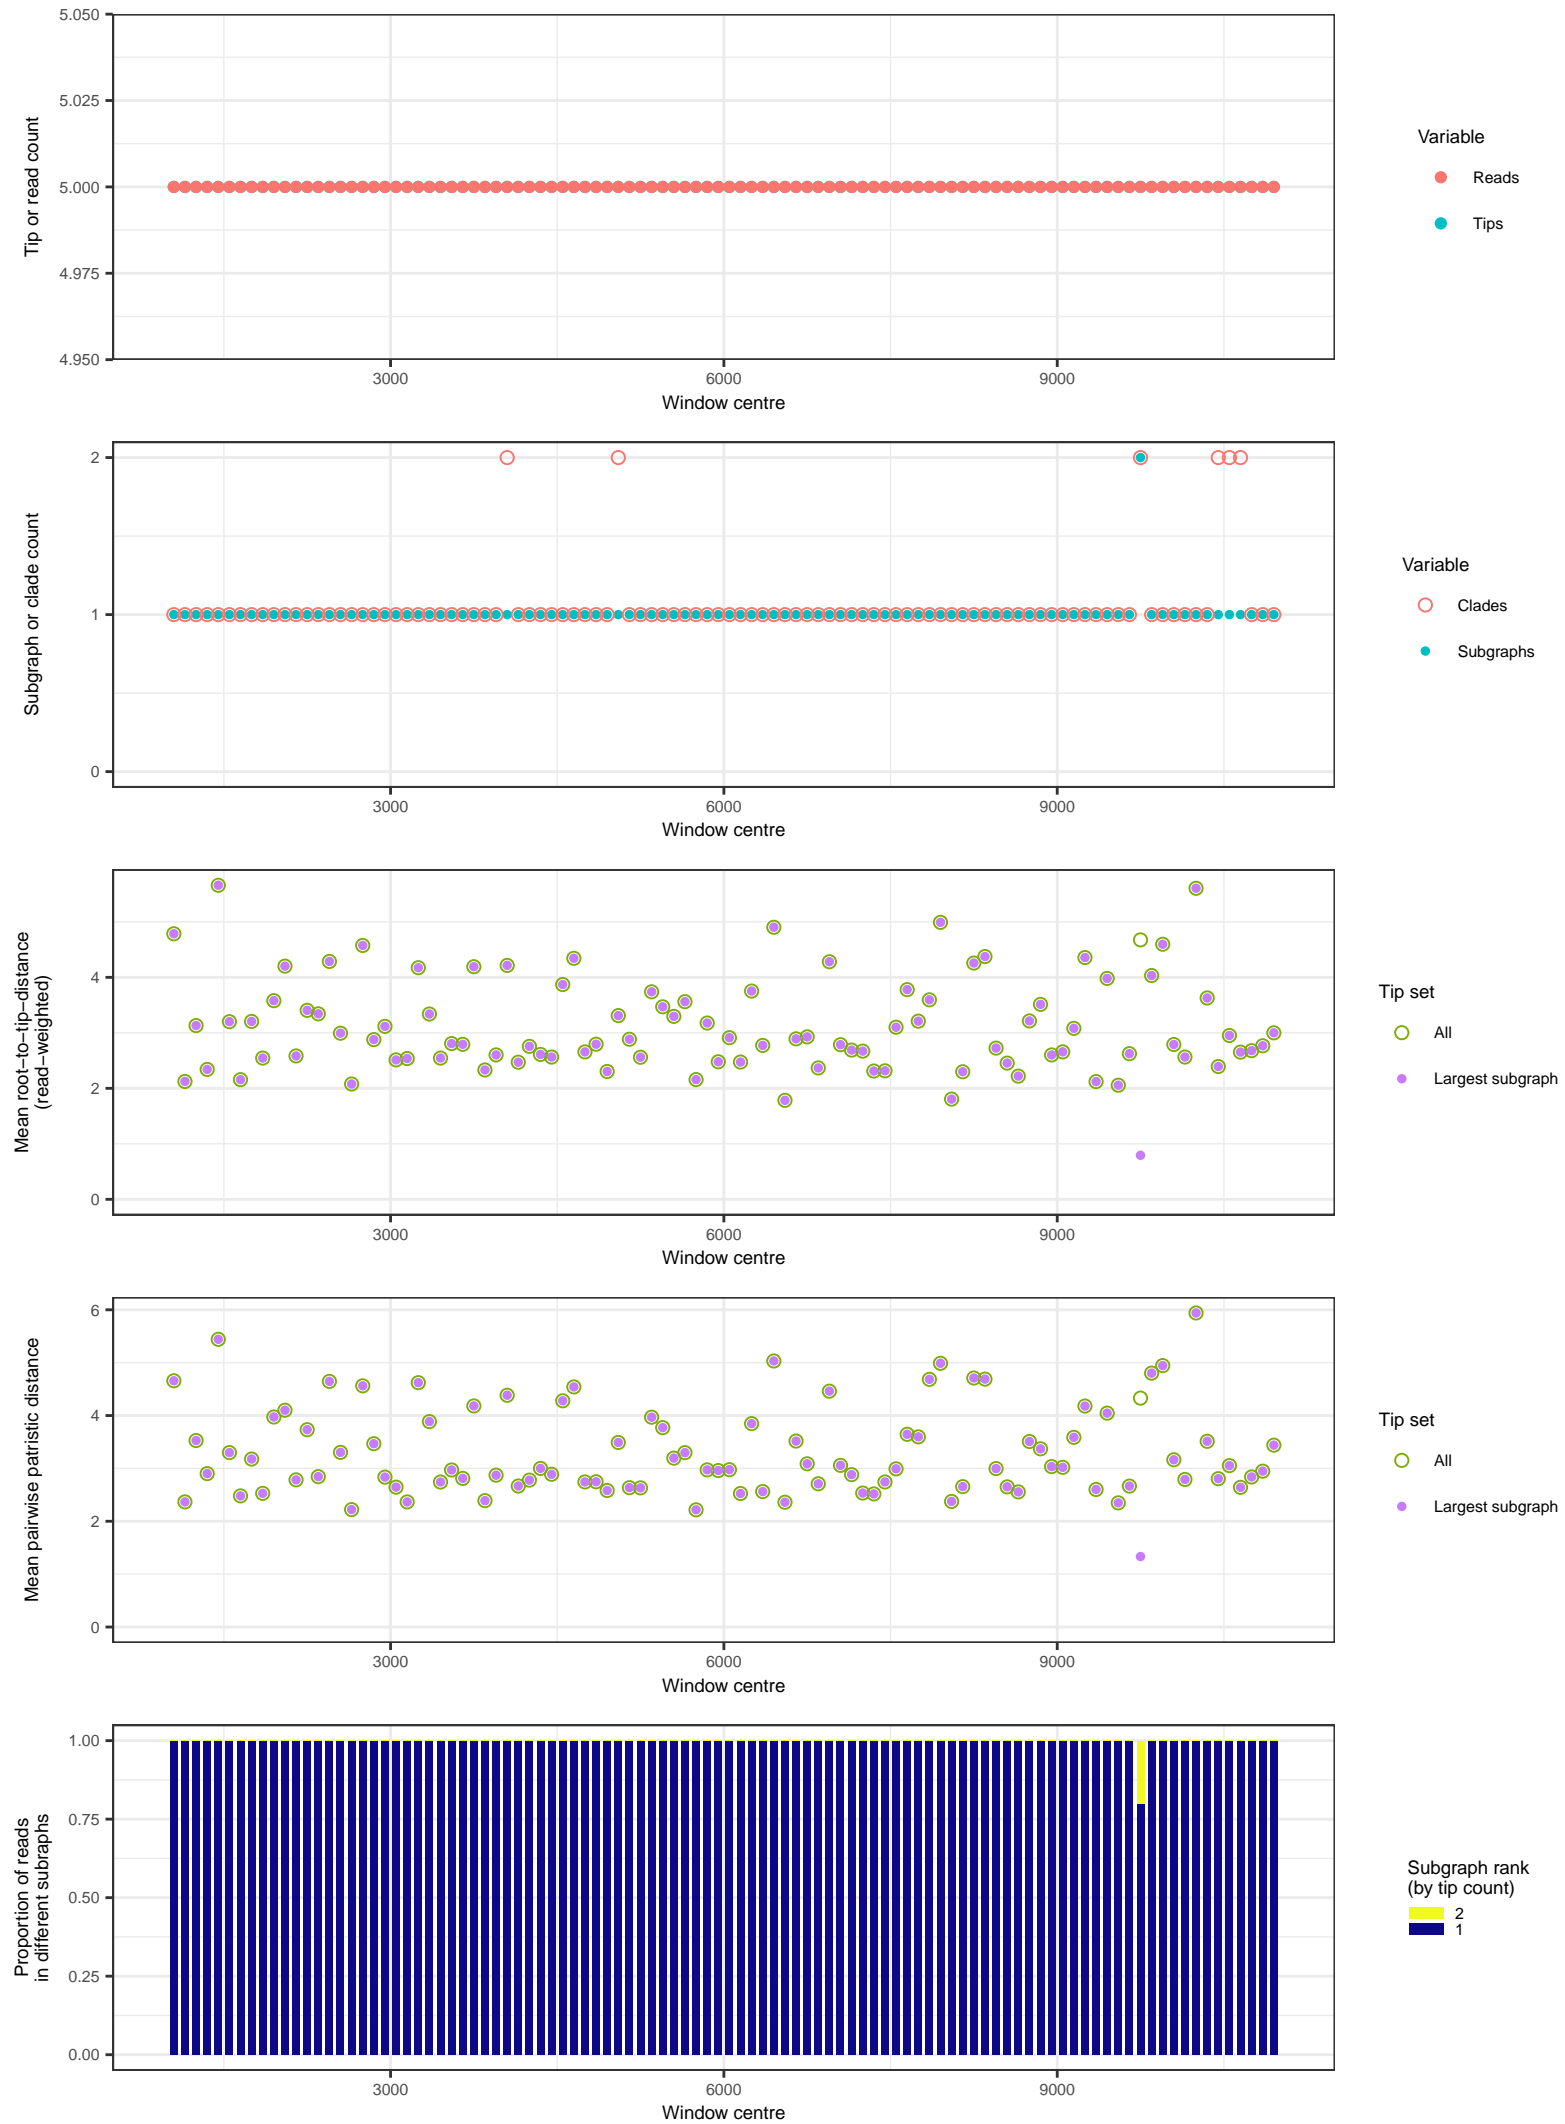 5.050
5.025
5.000
4.975
4.950
Tip or read count
3000 6000 9000
Window centre
Variable
Reads
Tips
2
1
0
Subgraph or clade count
3000 6000 9000
Window centre
Variable
Clades
Subgraphs
4
2
0
Mean root−to−tip−distance
(read−weighted)
3000 6000 9000
Window centre
Tip set
All
Largest subgraph
6
4
2
0
Mean pairwise patristic distance
3000 6000 9000
Window centre
Tip set
All
Largest subgraph
1.00
0.75
0.50
0.25
0.00
Proportion of reads
in different subraphs
3000 6000 9000
Window centre
Subgraph rank
(by tip count)
2
1